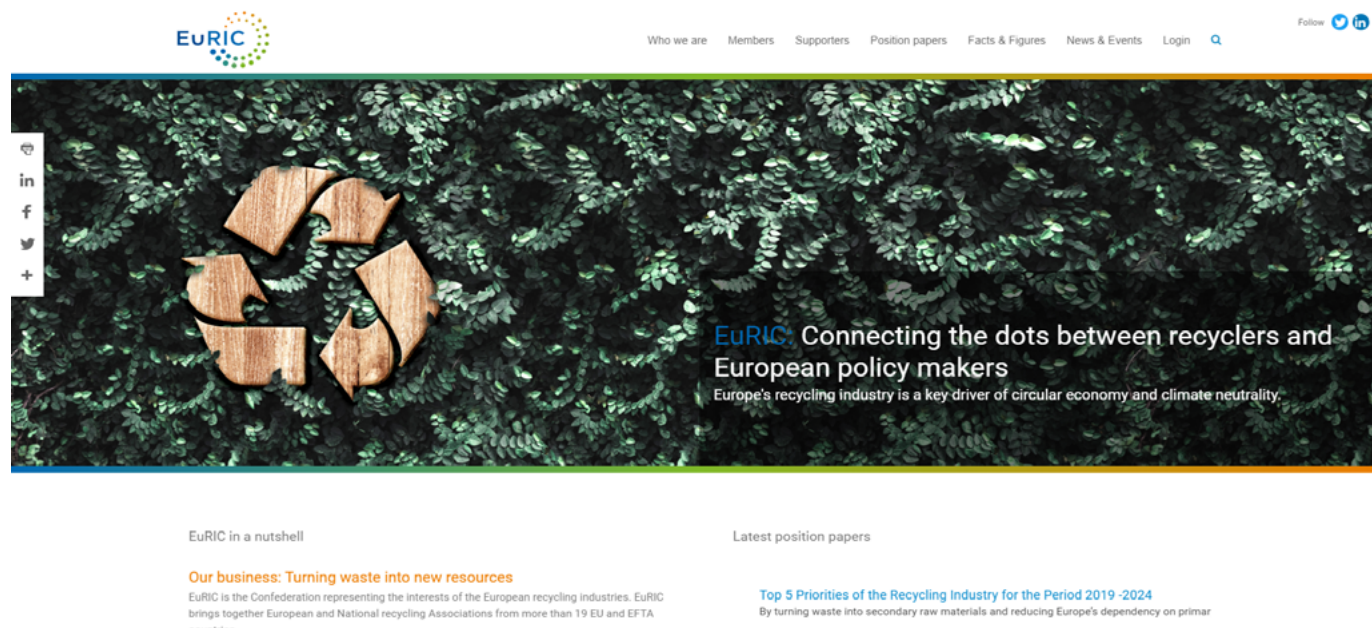 Follow
EuRIC
Who we are Members Supporters Position papers Facts & Figures News & Events Login
EuRIC: Connecting the dots between recyclers and
European policy makers
Europe's recycling industry is a key driver of circular economy and climate neutrality.
EuRIC in a nutshell
Latest position papers
Our business: Turning waste into new resources
EuRIC is the Confederation representing the interests of the European recycling industries. EuRIC
brings together European and National recycling Associations from more than 19 EU and EFTA
Top 5 Priorities of the Recycling Industry for the Period 2019 -2024
By turning waste into secondary raw materials and reducing Europe's dependency on primar